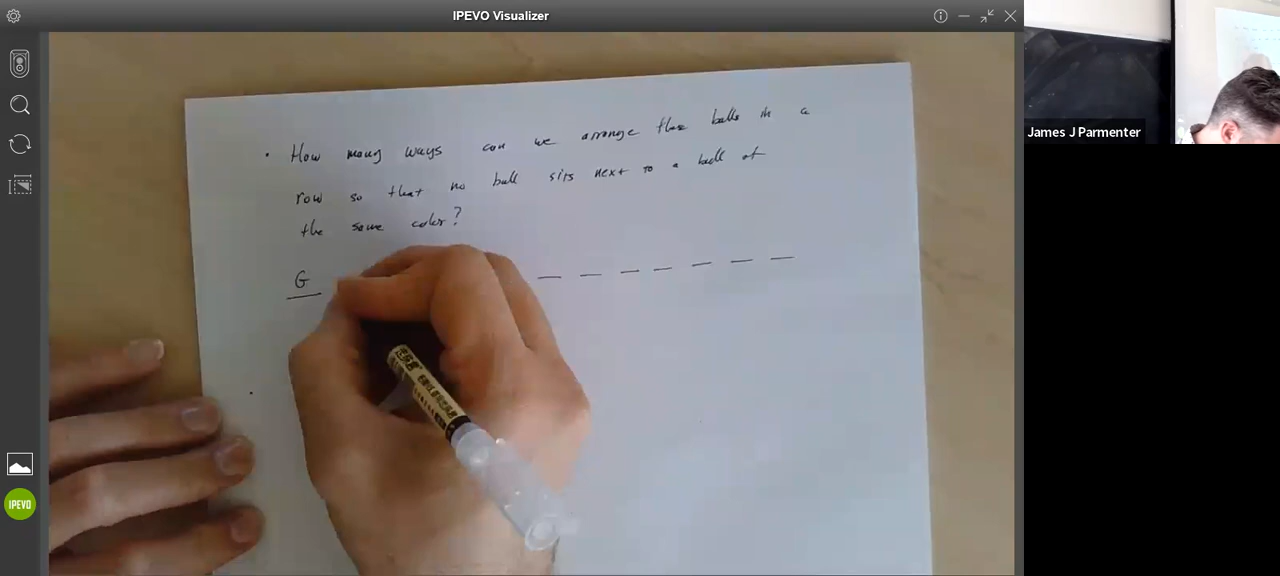 IPEVO Visualizer
James J Parmenter
• How many ways can we arrange these balls in a
row so that no ball sits next to a ball of
the same color?
G
IPEVO